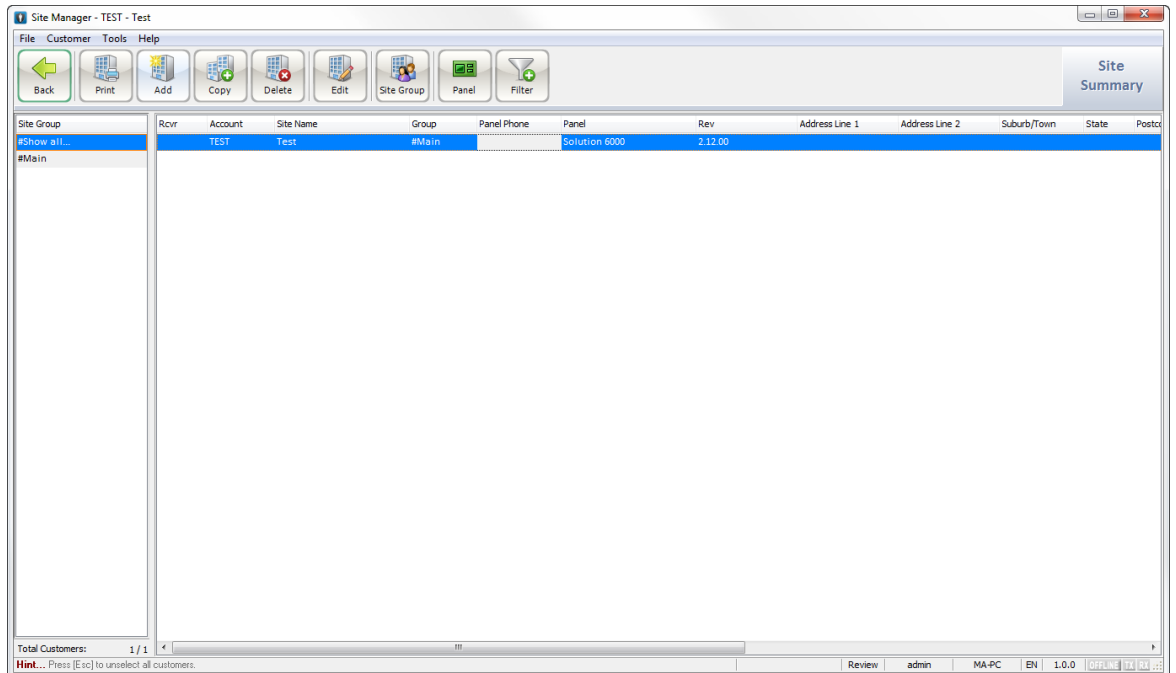 Site Manager - TEST - Test
File Customer Tools Help
Back Print Add Copy Delete Edit Site Group Panel Filter
Site Summary
Site Group
#Show all...
#Main
Rcvr Account Site Name Group Panel Phone Panel Rev Address Line 1 Address Line 2 Suburb/Town State Postco
TEST Test #Main Solution 6000 2.12.00
Total Customers: 1 / 1
Hint... Press [Esc] to unselect all customers.
Review admin MA-PC EN 1.0.0 OFFLINE TX RX